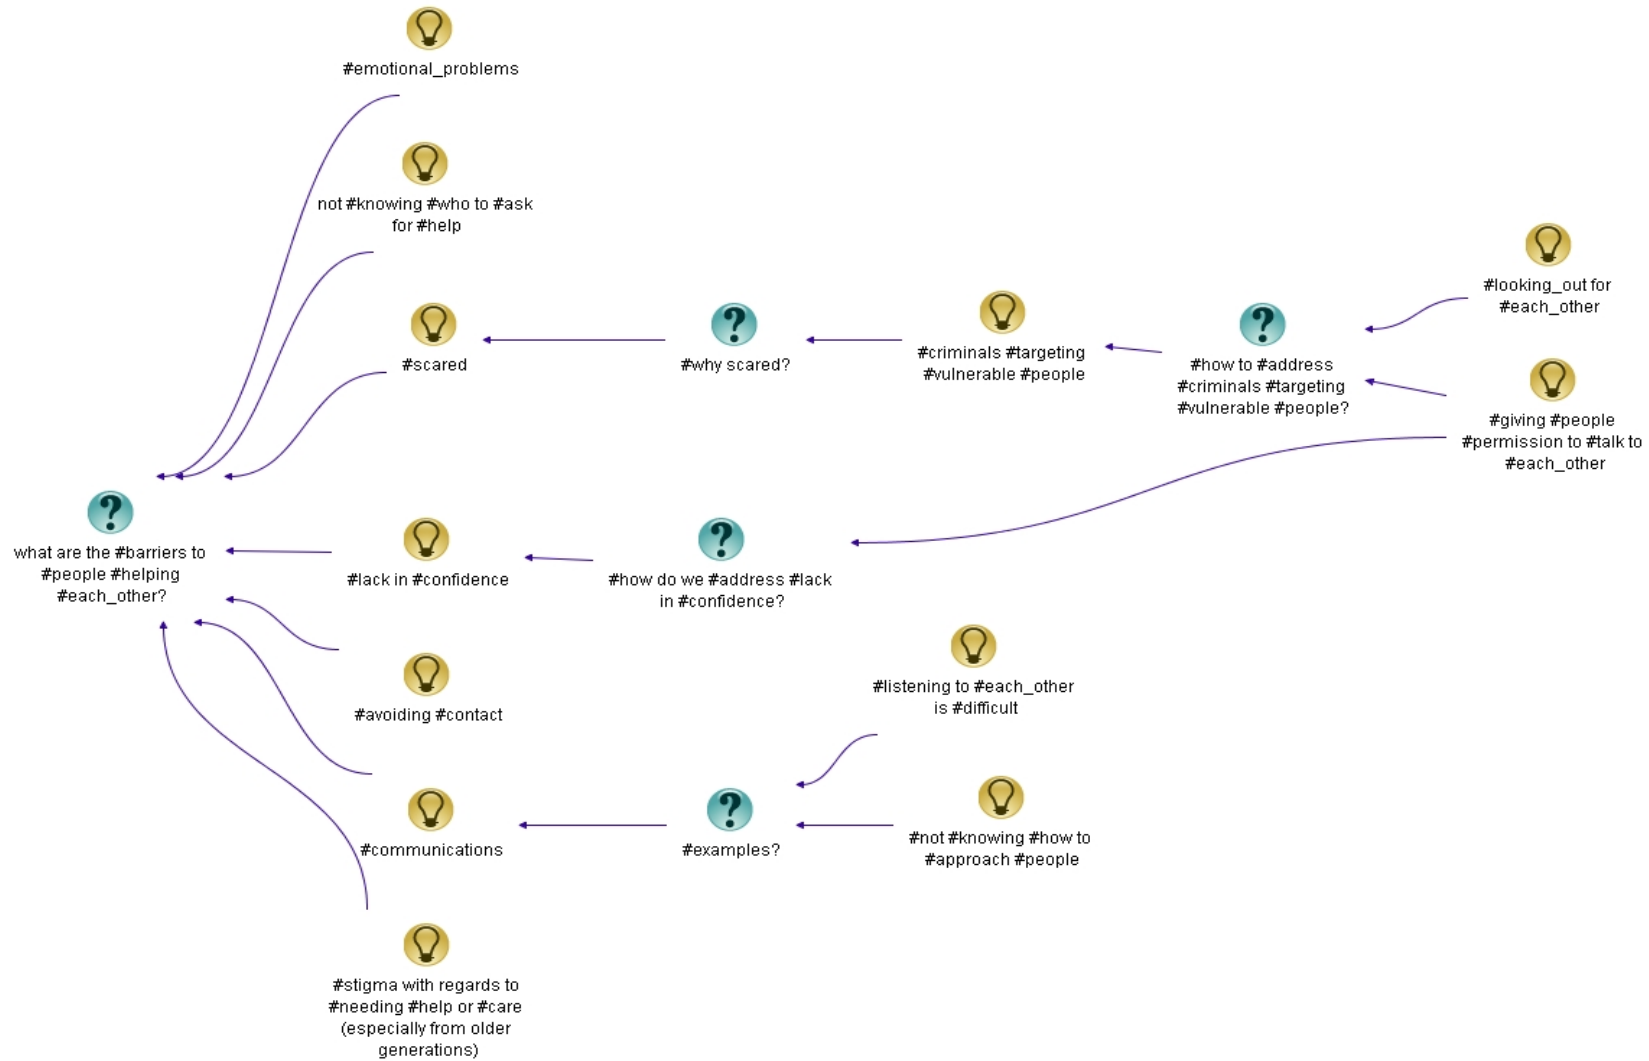 #emotional_problems
not #knowing #who to #ask
for #help
#scared
#why scared?
#criminals #targeting
#vulnerable #people
#how to #address
#criminals #targeting
#vulnerable #people?
#looking_out for
#each_other
#giving #people
#permission to #talk to
#each_other
what are the #barriers to
#people #helping
#each_other?
#lack in #confidence
#how do we #address #lack
in #confidence?
#avoiding #contact
#communications
#examples?
#listening to #each_other
is #difficult
#not #knowing #how to
#approach #people
#stigma with regards to
#needing #help or #care
(especially from older
generations)